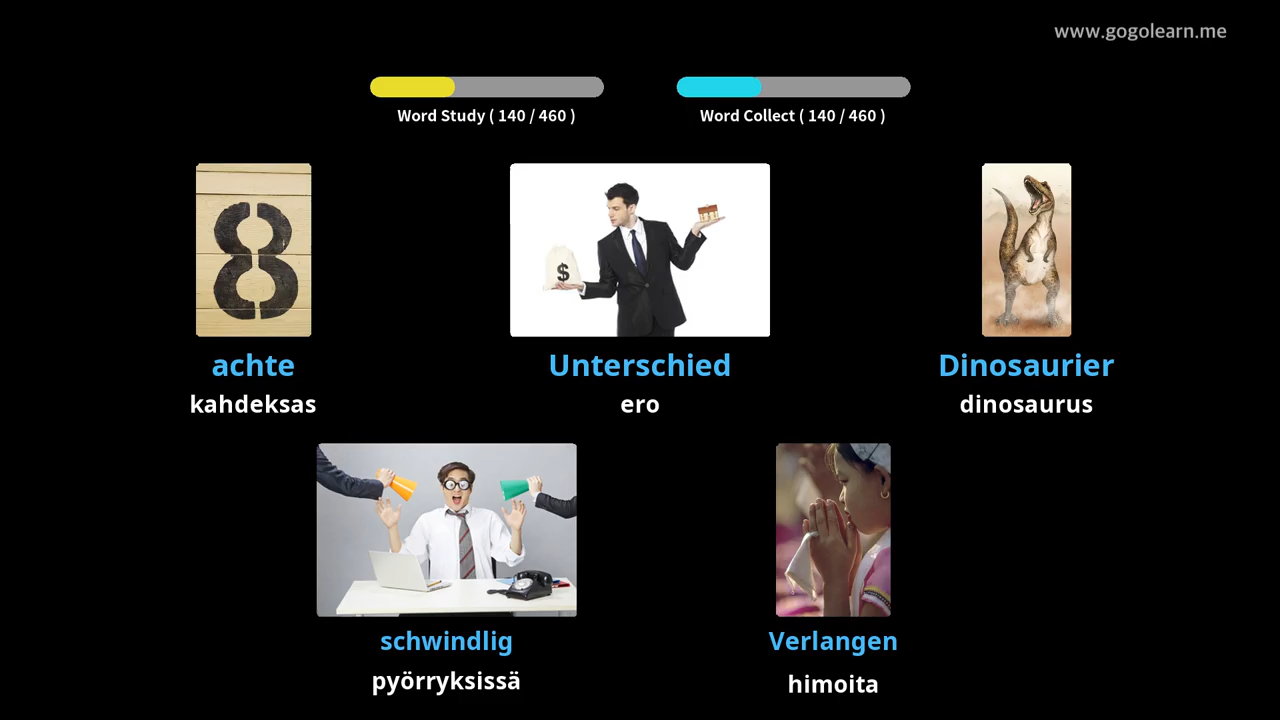 www.gogolearn.me
Word Study ( 140 / 460 )
Word Collect ( 140 / 460 )
8
$
achte
kahdeksas
Unterschied
ero
Dinosaurier
dinosaurus
schwindlig
pyörryksissä
Verlangen
himoita